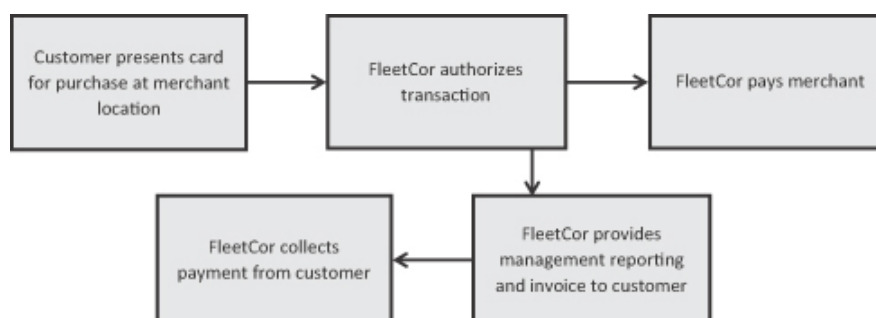 Customer presents card
for purchase at merchant
location
FleetCor authorizes
transaction
FleetCor pays merchant
FleetCor collects
payment from customer
FleetCor provides
management reporting
and invoice to customer